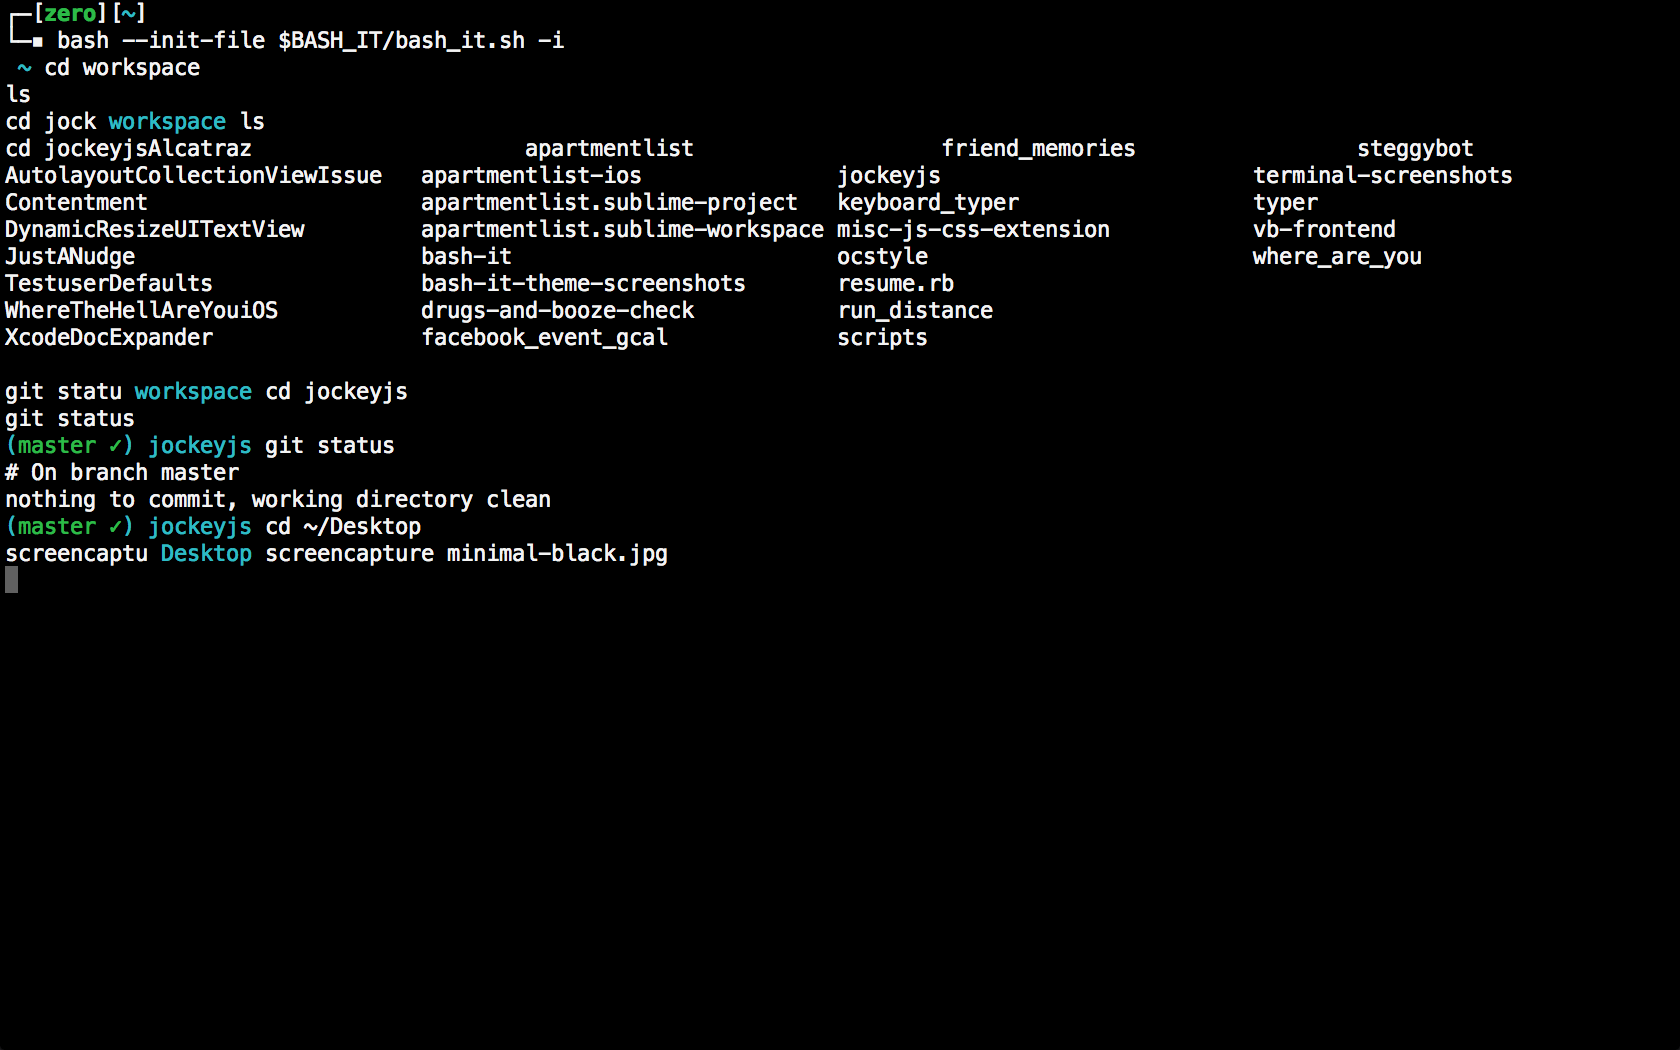 ┌─[zero][~]
└─▪ bash --init-file $BASH_IT/bash_it.sh -i
 ~ cd workspace
ls
cd jock workspace ls
cd jockeyjsAlcatraz                     apartmentlist                   friend_memories                 steggybot
AutolayoutCollectionViewIssue   apartmentlist-ios               jockeyjs                        terminal-screenshots
Contentment                     apartmentlist.sublime-project   keyboard_typer                  typer
DynamicResizeUITextView         apartmentlist.sublime-workspace misc-js-css-extension           vb-frontend
JustANudge                      bash-it                         ocstyle                         where_are_you
TestuserDefaults                bash-it-theme-screenshots       resume.rb
WhereTheHellAreYouiOS           drugs-and-booze-check           run_distance
XcodeDocExpander                facebook_event_gcal             scripts

git statu workspace cd jockeyjs
git status
(master ✓) jockeyjs git status
# On branch master
nothing to commit, working directory clean
(master ✓) jockeyjs cd ~/Desktop
screencaptu Desktop screencapture minimal-black.jpg